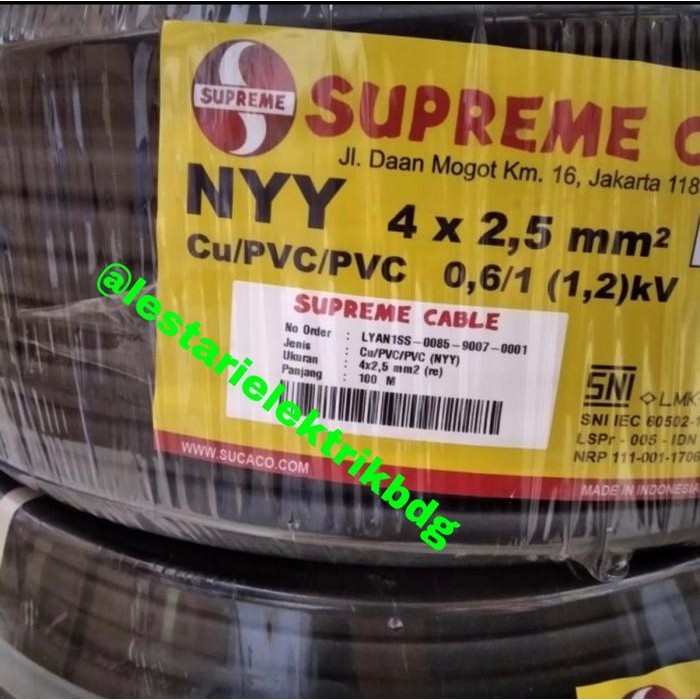 SUPREME
SUPREME C
Jl. Daan Mogot Km. 16, Jakarta 118
NYY 4 x 2,5 mm²
Cu/PVC/PVC 0,6/1 (1,2)kV
SUPREME CABLE
No Order : LYAN1SS-0085-9007-0001
Jenis : Cu/PVC/PVC (NYY)
Ukuran : 4x2,5 mm2 (re)
Panjang : 100 M
SNI LMK
SNI IEC 60502-1
LSPr - 005 - IDN
NRP 111-001-1706
WWW.SUCACO.COM
MADE IN INDONESIA
@lestarielektrikbdg
SUPREME